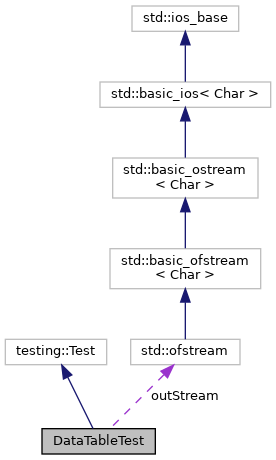 std::ios_base
std::basic_ios< Char >
std::basic_ostream
< Char >
std::basic_ofstream
< Char >
testing::Test
std::ofstream
outStream
DataTableTest